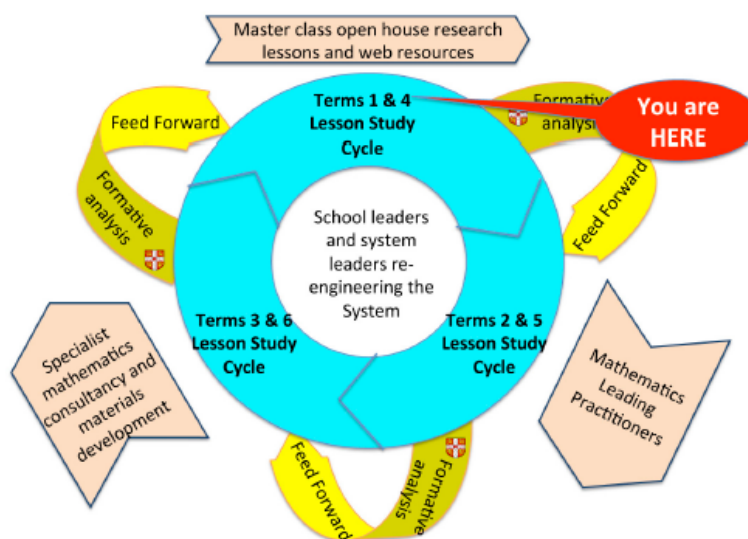 Master class open house research
lessons and web resources
Terms 1 & 4
Lesson Study
Cycle
Formative
analysis
You are
HERE
Feed Forward
Feed Forward
Formative
analysis
School leaders
and system
leaders re-
engineering the
System
Terms 3 & 6
Lesson Study
Cycle
Terms 2 & 5
Lesson Study
Cycle
Specialist
mathematics
consultancy and
materials
development
Mathematics
Leading
Practitioners
Feed Forward
Formative
analysis